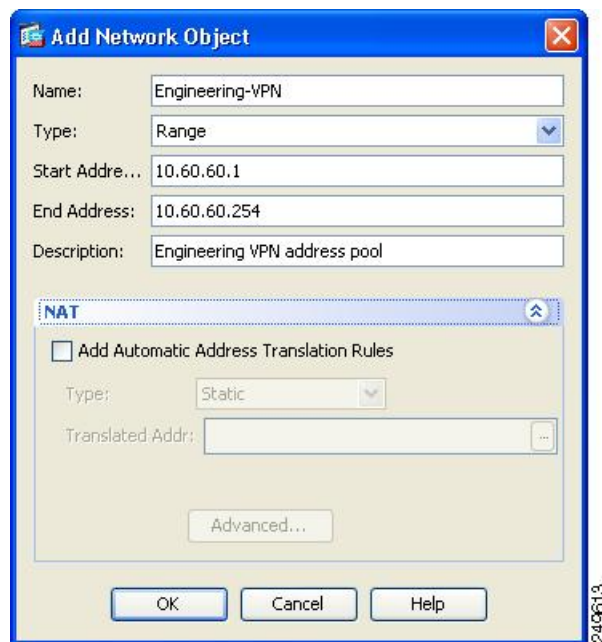 Add Network Object
Name: Engineering-VPN
Type: Range
Start Addre... 10.60.60.1
End Address: 10.60.60.254
Description: Engineering VPN address pool
NAT
Add Automatic Address Translation Rules
Type: Static
Translated Addr: ...
Advanced...
OK Cancel Help
249613